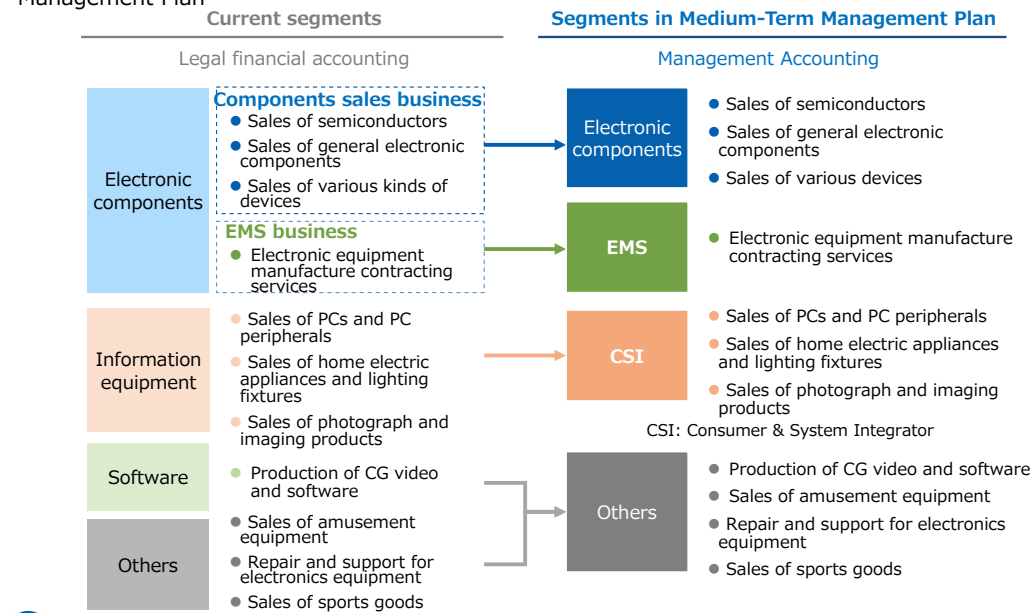 Management Plan
Current segments
Legal financial accounting
Electronic
components
Components sales business
● Sales of semiconductors
● Sales of general electronic
components
● Sales of various kinds of
devices
EMS business
● Electronic equipment
manufacture contracting
services
Information
equipment
● Sales of PCs and PC
peripherals
● Sales of home electric
appliances and lighting
fixtures
● Sales of photograph and
imaging products
Software
● Production of CG video
and software
Others
● Sales of amusement
equipment
● Repair and support for
electronics equipment
● Sales of sports goods
Segments in Medium-Term Management Plan
Management Accounting
Electronic
components
● Sales of semiconductors
● Sales of general electronic
components
● Sales of various devices
EMS
● Electronic equipment manufacture
contracting services
CSI
● Sales of PCs and PC peripherals
● Sales of home electric appliances
and lighting fixtures
● Sales of photograph and imaging
products
CSI: Consumer & System Integrator
Others
● Production of CG video and software
● Sales of amusement equipment
● Repair and support for electronics
equipment
● Sales of sports goods